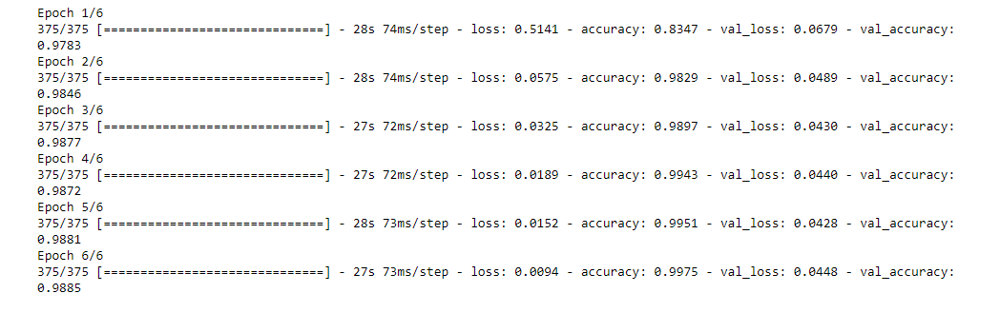 Epoch 1/6
375/375 [==============================] - 28s 74ms/step - loss: 0.5141 - accuracy: 0.8347 - val_loss: 0.0679 - val_accuracy:
0.9783
Epoch 2/6
375/375 [==============================] - 28s 74ms/step - loss: 0.0575 - accuracy: 0.9829 - val_loss: 0.0489 - val_accuracy:
0.9846
Epoch 3/6
375/375 [==============================] - 27s 72ms/step - loss: 0.0325 - accuracy: 0.9897 - val_loss: 0.0430 - val_accuracy:
0.9877
Epoch 4/6
375/375 [==============================] - 27s 72ms/step - loss: 0.0189 - accuracy: 0.9943 - val_loss: 0.0440 - val_accuracy:
0.9872
Epoch 5/6
375/375 [==============================] - 28s 73ms/step - loss: 0.0152 - accuracy: 0.9951 - val_loss: 0.0428 - val_accuracy:
0.9881
Epoch 6/6
375/375 [==============================] - 27s 73ms/step - loss: 0.0094 - accuracy: 0.9975 - val_loss: 0.0448 - val_accuracy:
0.9885